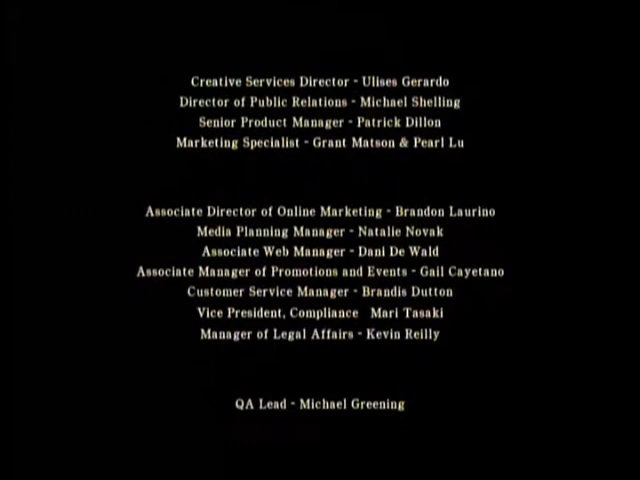 Creative Services Director - Ulises Gerardo
Director of Public Relations - Michael Shelling
Senior Product Manager - Patrick Dillon
Marketing Specialist - Grant Matson & Pearl Lu
Associate Director of Online Marketing - Brandon Laurino
Media Planning Manager - Natalie Novak
Associate Web Manager - Dani De Wald
Associate Manager of Promotions and Events - Gail Cayetano
Customer Service Manager - Brandis Dutton
Vice President, Compliance   Mari Tasaki
Manager of Legal Affairs - Kevin Reilly
QA Lead - Michael Greening